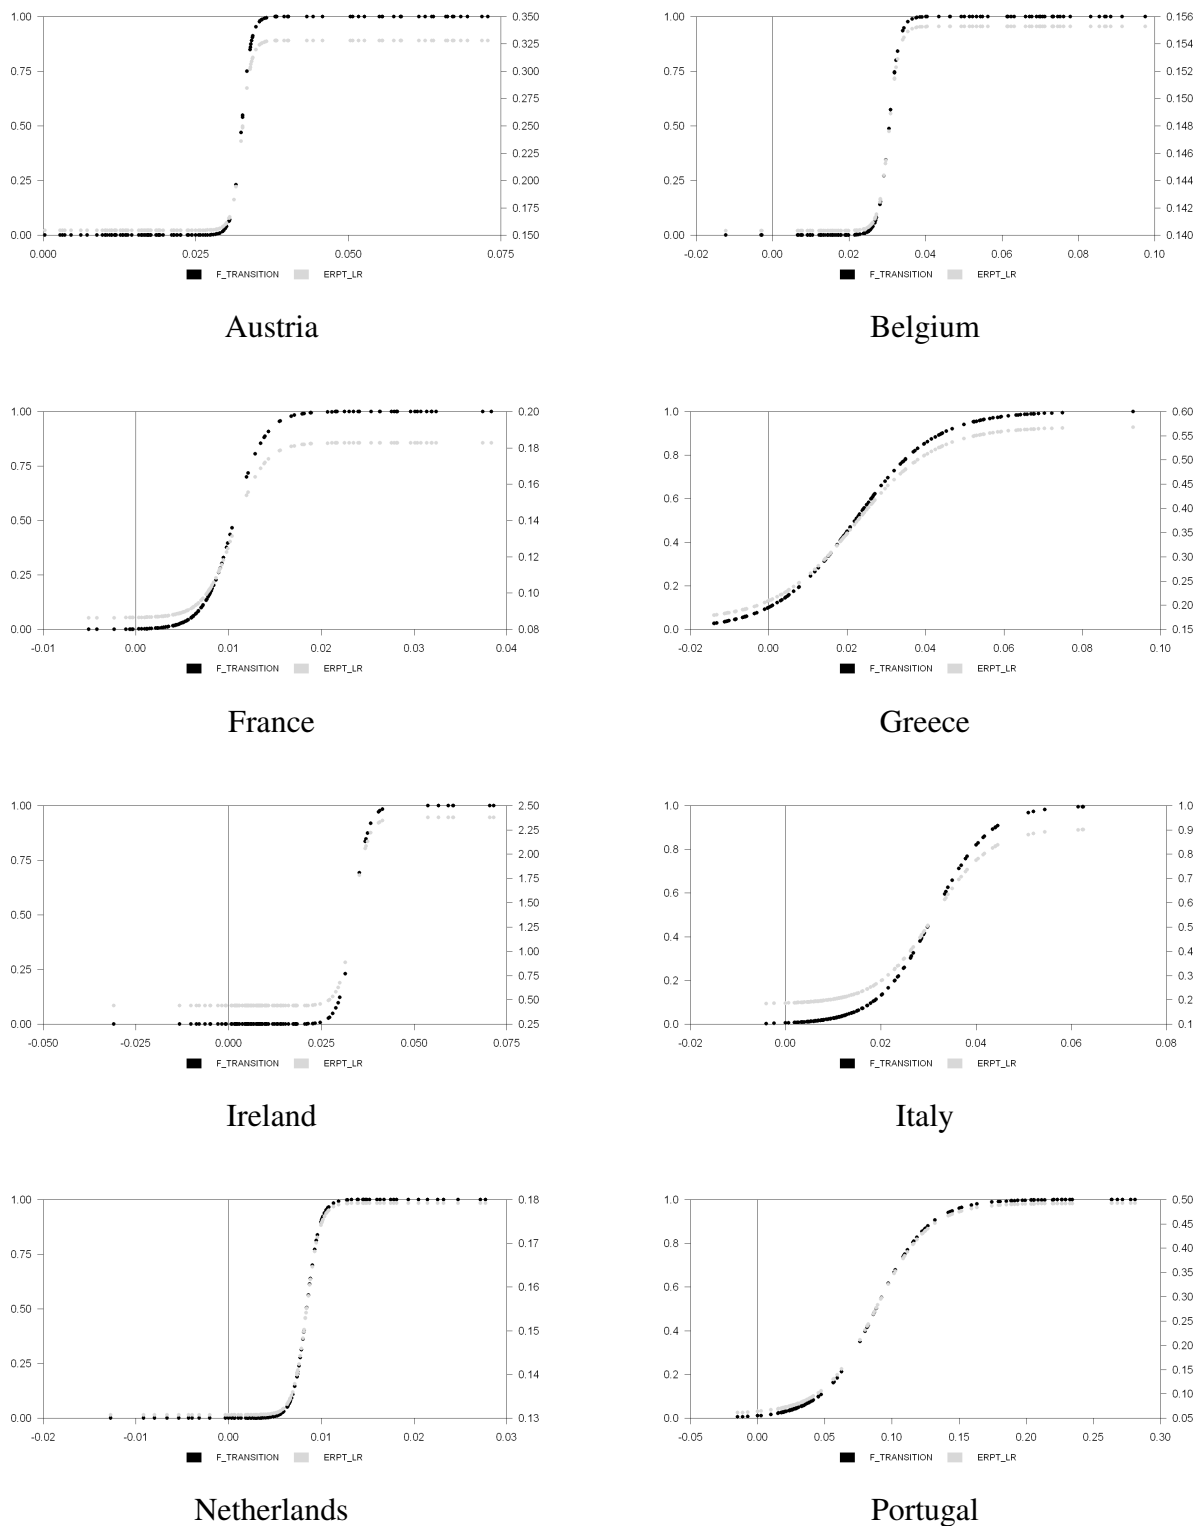 1.00 0.350 1.00 0.156
0.325 0.154
0.75 0.300 0.75 0.152
0.275 0.150
0.50 0.250 0.50 0.148
0.225 0.146
0.25 0.200 0.25 0.144
0.175 0.142
0.00 0.150 0.00 0.140
0.000 0.025 0.050 0.075 -0.02 0.00 0.02 0.04 0.06 0.08 0.10
F_TRANSITION ERPT_LR F_TRANSITION ERPT_LR
Austria Belgium
1.00 0.20 1.0 0.60
0.55
0.18 0.8 0.50
0.75 0.16 0.45
0.6 0.40
0.50 0.14 0.35
0.4 0.30
0.25 0.12 0.25
0.10 0.2 0.20
0.00 0.08 0.0 0.15
-0.01 0.00 0.01 0.02 0.03 0.04 -0.02 0.00 0.02 0.04 0.06 0.08 0.10
F_TRANSITION ERPT_LR F_TRANSITION ERPT_LR
France Greece
1.00 2.50 1.0 1.0
2.25 0.9
0.75 2.00 0.8 0.8
1.75 0.7
1.50 0.6 0.6
0.50 1.25 0.5
1.00 0.4 0.4
0.25 0.75 0.3
0.50 0.2 0.2
0.00 0.25 0.0 0.1
-0.050 -0.025 0.000 0.025 0.050 0.075 -0.02 0.00 0.02 0.04 0.06 0.08
F_TRANSITION ERPT_LR F_TRANSITION ERPT_LR
Ireland Italy
1.00 0.18 1.0 0.50
0.45
0.17 0.8 0.40
0.75 0.35
0.16 0.6 0.30
0.50 0.25
0.15 0.4 0.20
0.25 0.14 0.15
0.2 0.10
0.00 0.13 0.0 0.05
-0.02 -0.01 0.00 0.01 0.02 0.03 -0.05 0.00 0.05 0.10 0.15 0.20 0.25 0.30
F_TRANSITION ERPT_LR F_TRANSITION ERPT_LR
Netherlands Portugal